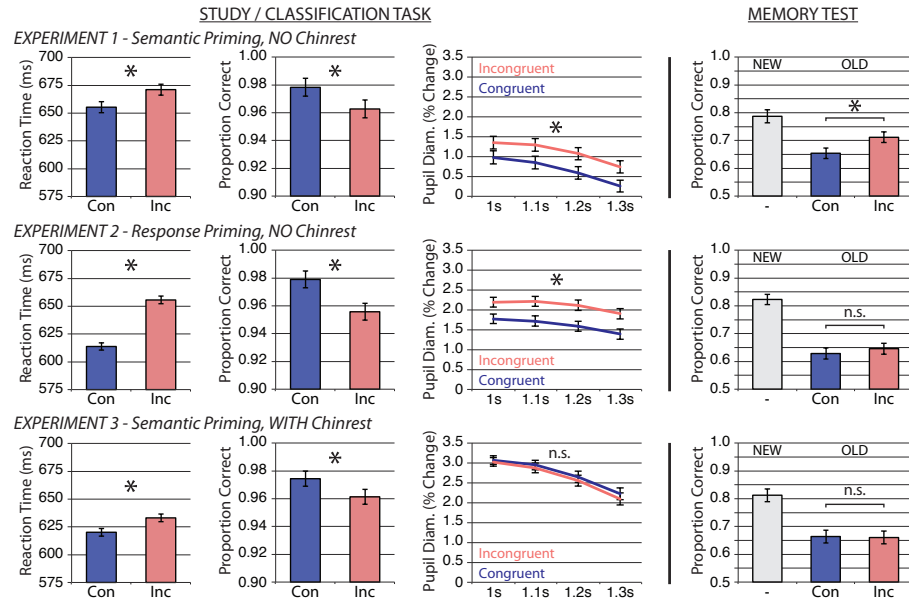 STUDY / CLASSIFICATION TASK
MEMORY TEST
EXPERIMENT 1 - Semantic Priming, NO Chinrest
Reaction Time (ms)
700
675
650
625
600
575
*
Con Inc
Proportion Correct
1.00
0.98
0.96
0.94
0.92
0.90
*
Con Inc
Pupil Diam. (% Change)
3.5
3.0
2.5
2.0
1.5
1.0
0.5
0
Incongruent
Congruent
*
1s 1.1s 1.2s 1.3s
Proportion Correct
1.0
0.9
0.8
0.7
0.6
0.5
NEW OLD
*
- Con Inc
EXPERIMENT 2 - Response Priming, NO Chinrest
Reaction Time (ms)
700
675
650
625
600
575
*
Con Inc
Proportion Correct
1.00
0.98
0.96
0.94
0.92
0.90
*
Con Inc
Pupil Diam. (% Change)
3.5
3.0
2.5
2.0
1.5
1.0
0.5
0
*
Incongruent
Congruent
1s 1.1s 1.2s 1.3s
Proportion Correct
1.0
0.9
0.8
0.7
0.6
0.5
NEW OLD
n.s.
- Con Inc
EXPERIMENT 3 - Semantic Priming, WITH Chinrest
Reaction Time (ms)
700
675
650
625
600
575
*
Con Inc
Proportion Correct
1.00
0.98
0.96
0.94
0.92
0.90
*
Con Inc
Pupil Diam. (% Change)
3.5
3.0
2.5
2.0
1.5
1.0
0.5
0
n.s.
Incongruent
Congruent
1s 1.1s 1.2s 1.3s
Proportion Correct
1.0
0.9
0.8
0.7
0.6
0.5
NEW OLD
n.s.
- Con Inc